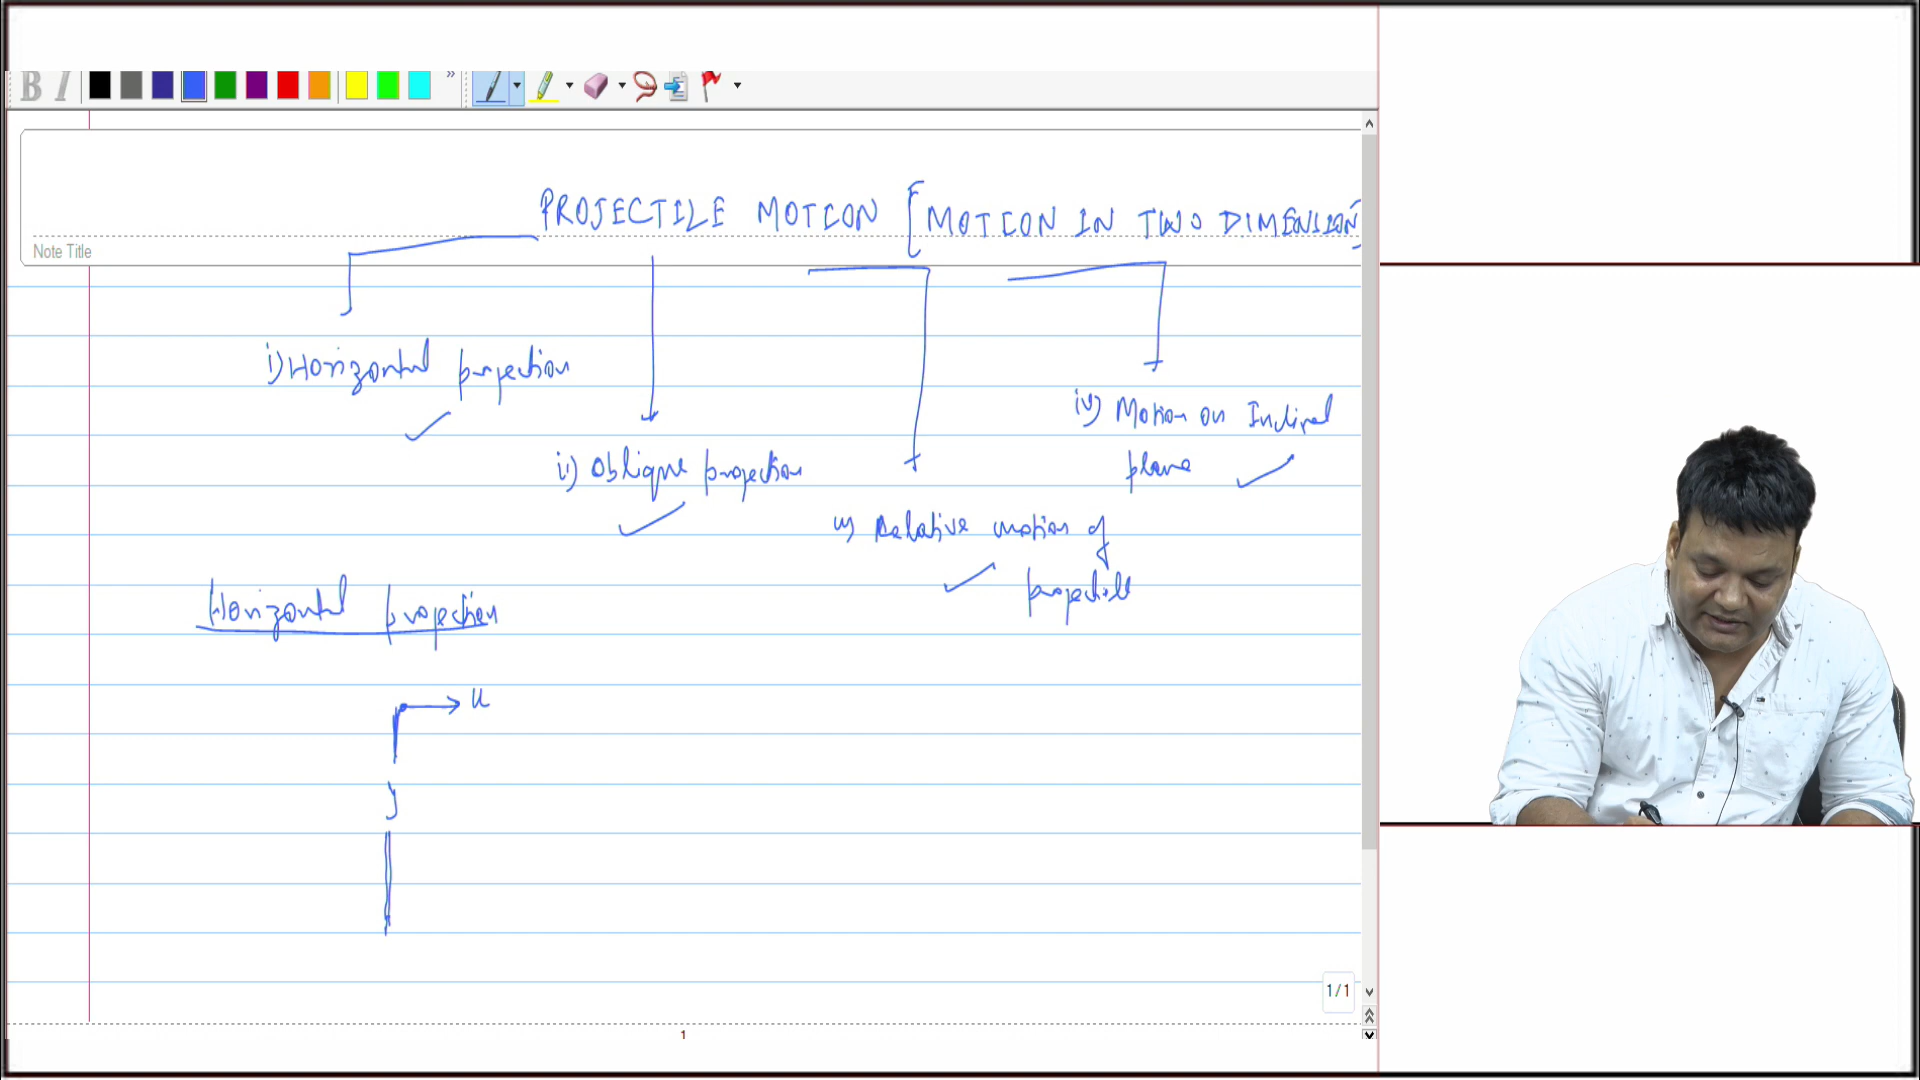 B I
PROJECTILE MOTION [MOTION IN TWO DIMENSION]
Note Title
i) Horizontal projection
iv) Motion on Inclined
plane
ii) Oblique projection
Relative motion of
projectile
Horizontal projection
u
y
1/1
1